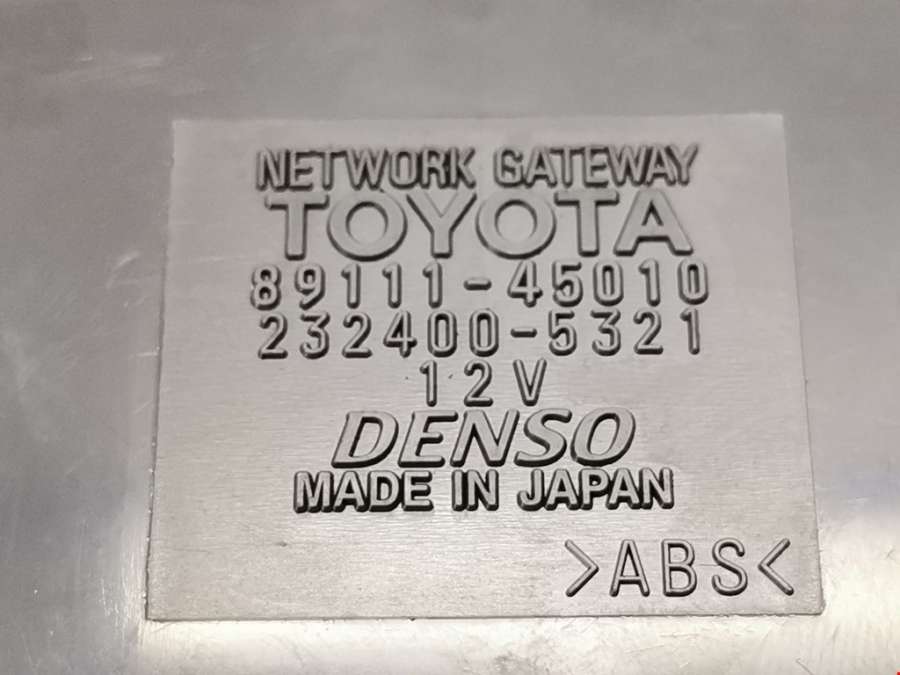 NETWORK GATEWAY
TOYOTA
89111-45010
232400-5321
12V
DENSO
MADE IN JAPAN
>ABS<